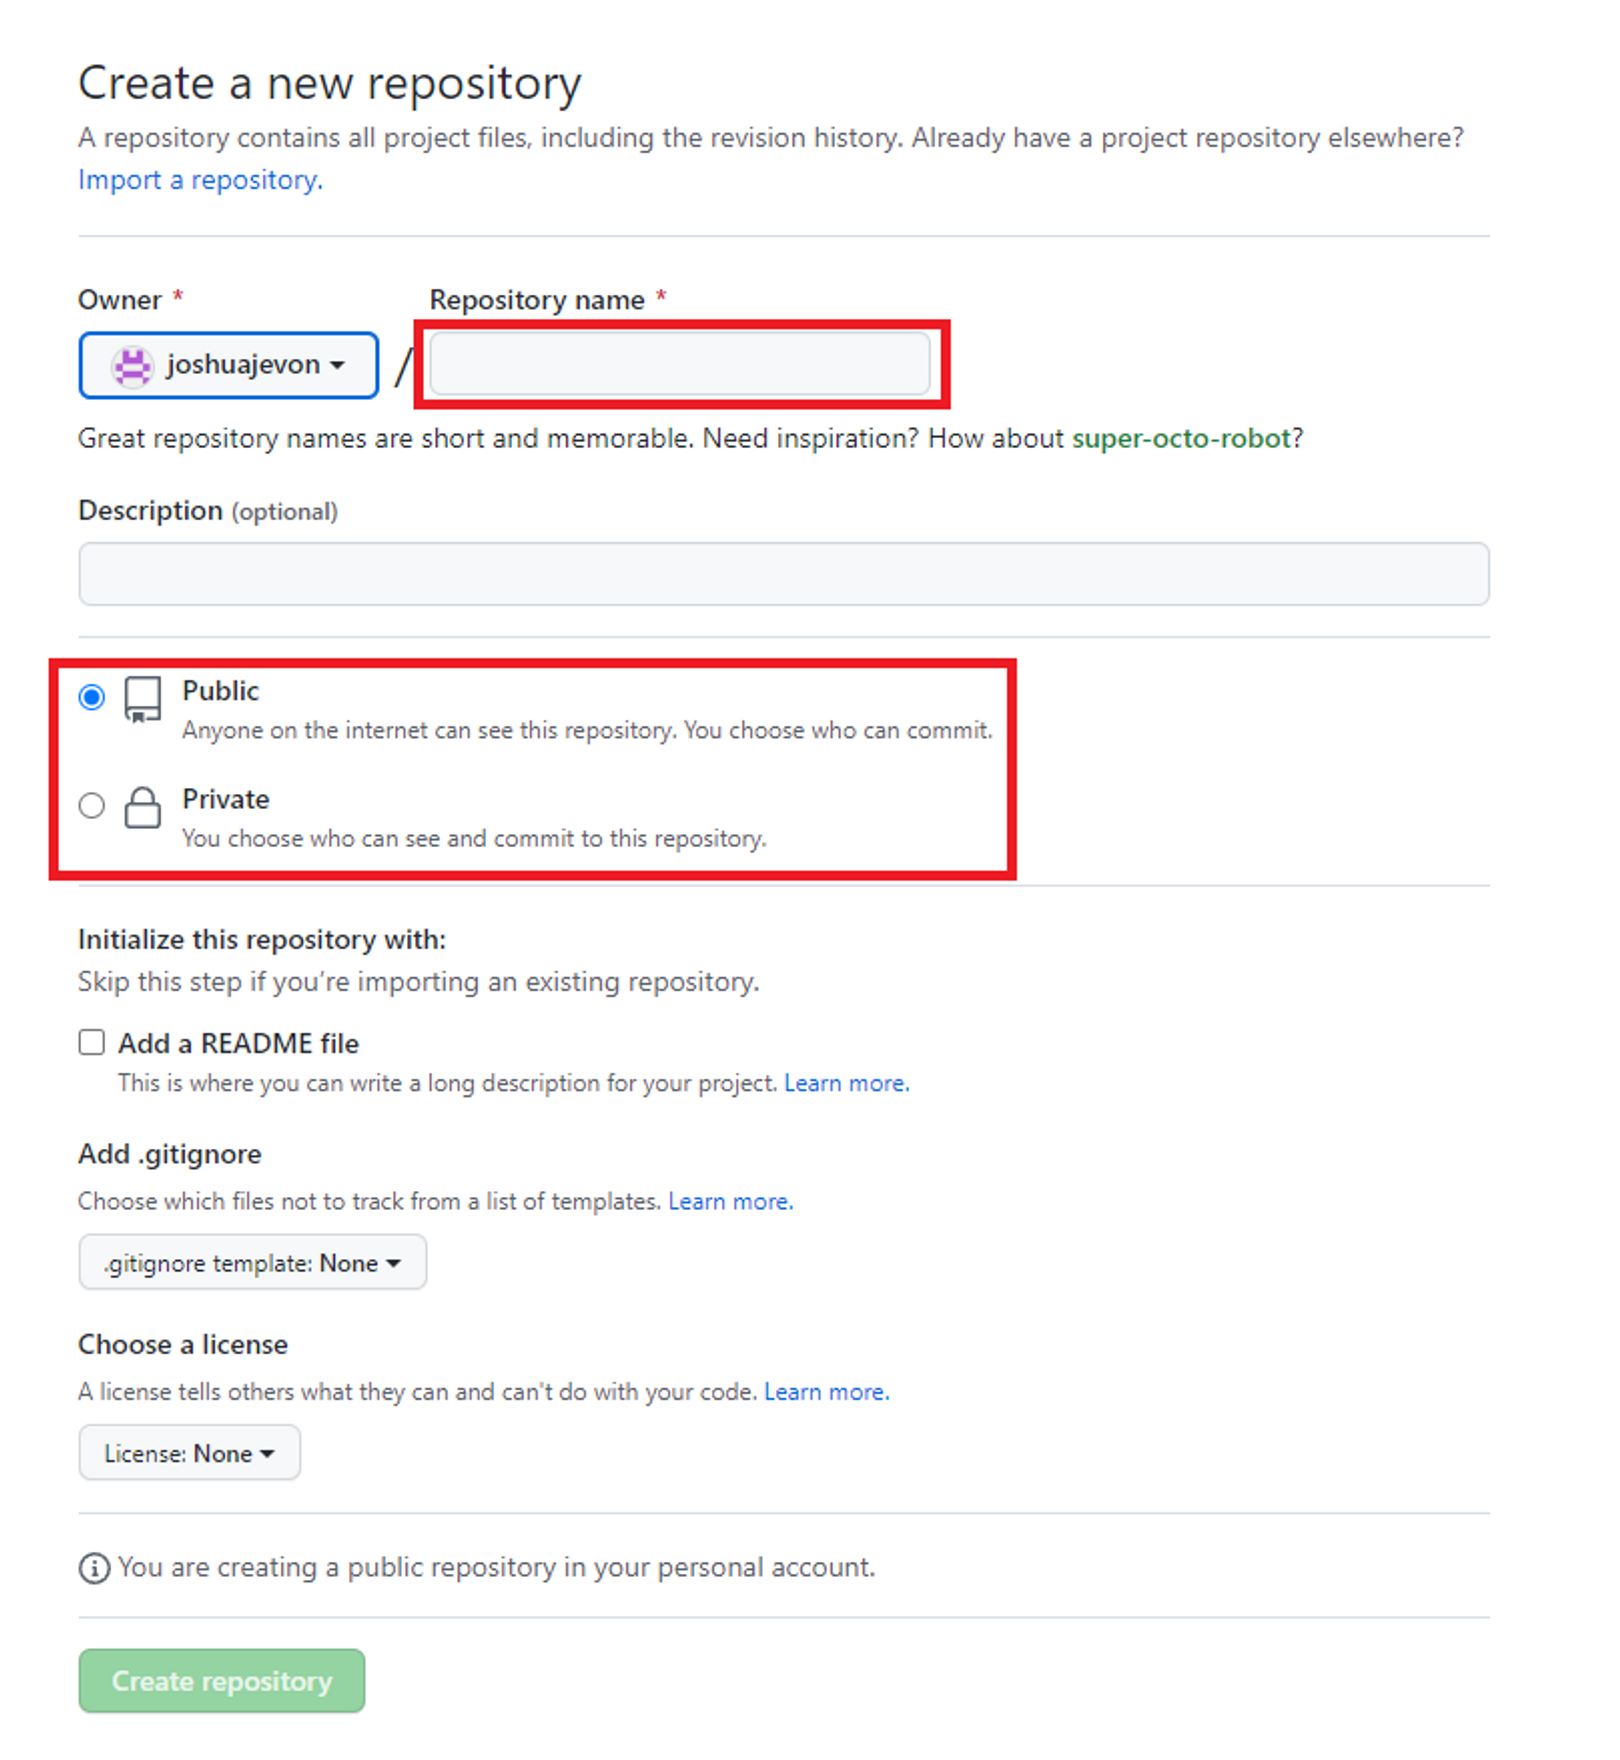 Create a new repository
A repository contains all project files, including the revision history. Already have a project repository elsewhere?
Import a repository.
Owner * Repository name *
joshuajevon /
Great repository names are short and memorable. Need inspiration? How about super-octo-robot?
Description (optional)
Public
Anyone on the internet can see this repository. You choose who can commit.
Private
You choose who can see and commit to this repository.
Initialize this repository with:
Skip this step if you’re importing an existing repository.
Add a README file
This is where you can write a long description for your project. Learn more.
Add .gitignore
Choose which files not to track from a list of templates. Learn more.
.gitignore template: None
Choose a license
A license tells others what they can and can't do with your code. Learn more.
License: None
You are creating a public repository in your personal account.
Create repository